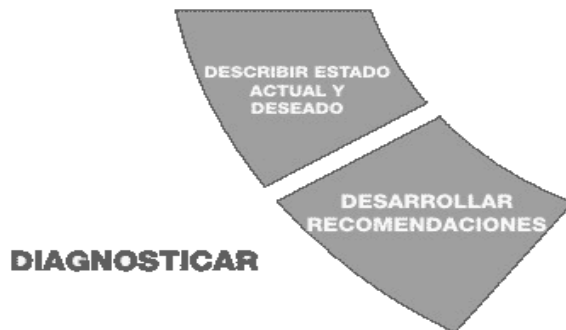 DESCRIBIR ESTADO
ACTUAL Y
DESEADO
DESARROLLAR
RECOMENDACIONES
DIAGNOSTICAR